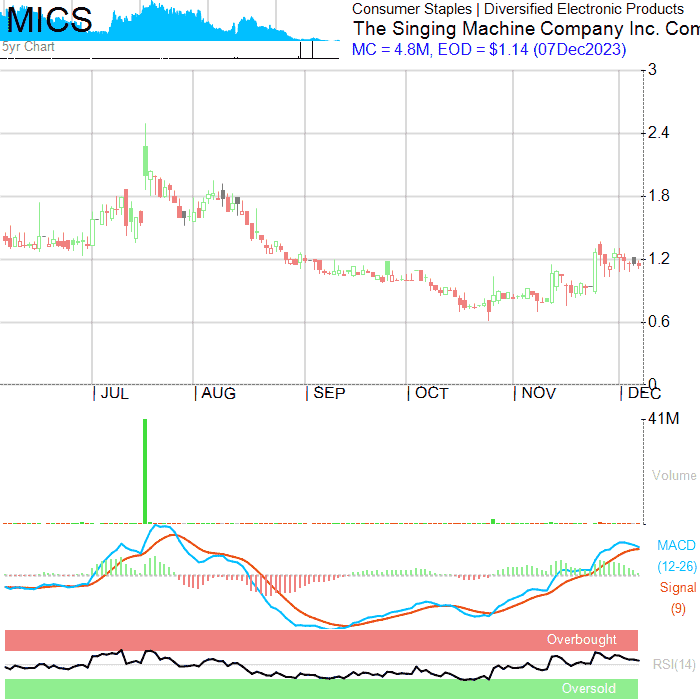 MICS
5yr Chart
Consumer Staples | Diversified Electronic Products
The Singing Machine Company Inc. Com
MC = 4.8M, EOD = $1.14 (07Dec2023)
3
2.4
1.8
1.2
0.6
0
JUL
AUG
SEP
OCT
NOV
DEC
41M
Volume
MACD
(12-26)
Signal
(9)
Overbought
RSI(14)
Oversold